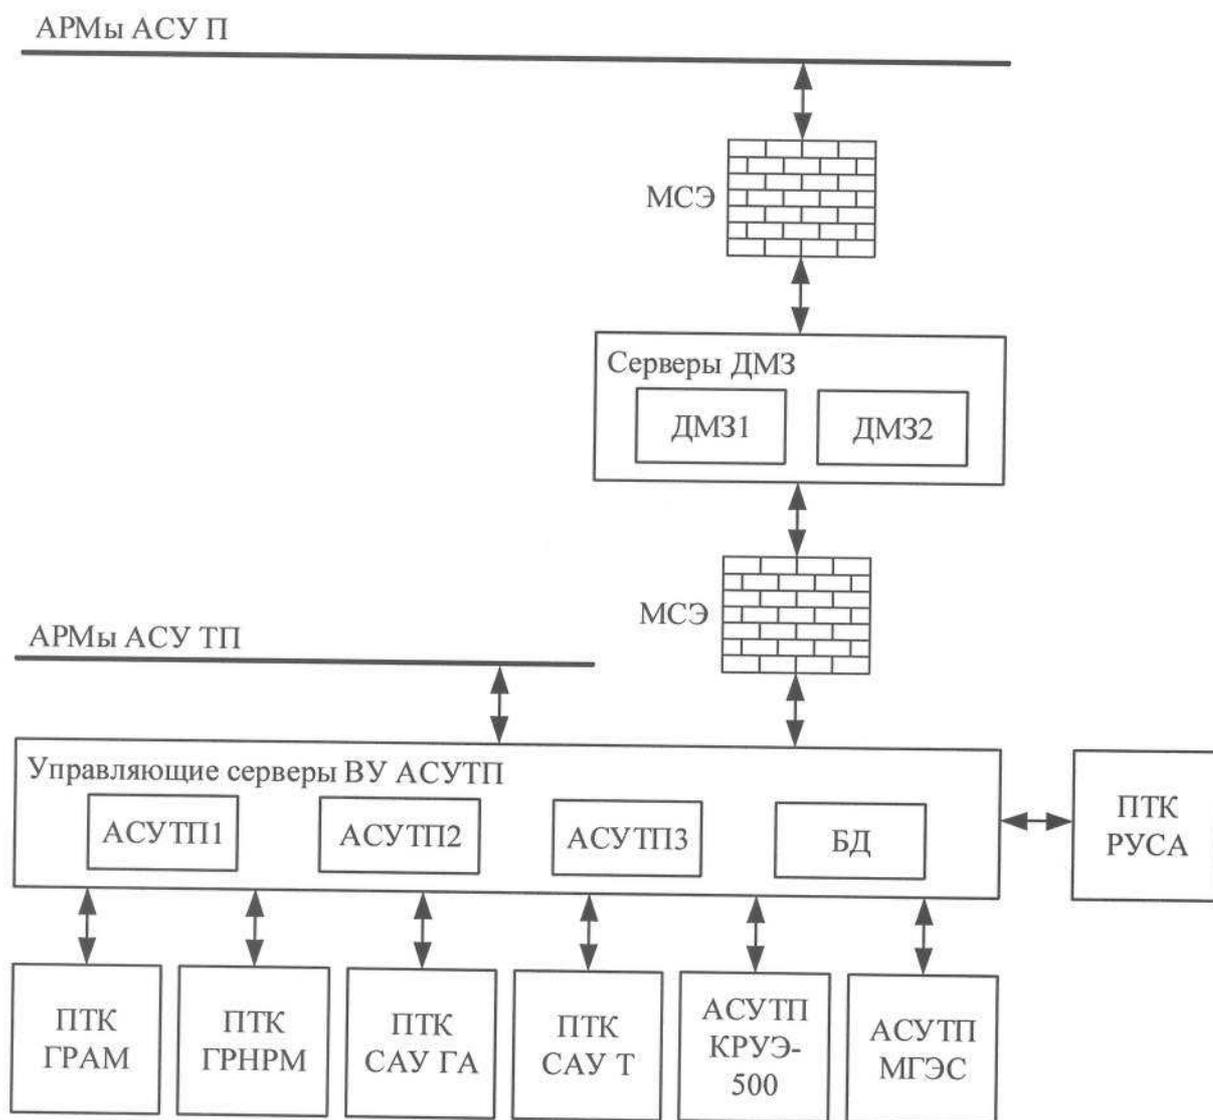 АРМы АСУ П
МСЭ
Серверы ДМЗ
ДМЗ1
ДМЗ2
МСЭ
АРМы АСУ ТП
Управляющие серверы ВУ АСУТП
АСУТП1
АСУТП2
АСУТП3
БД
ПТК
РУСА
ПТК
ГРАМ
ПТК
ГРНРМ
ПТК
САУ ГА
ПТК
САУ Т
АСУТП
КРУЭ-
500
АСУТП
МГЭС